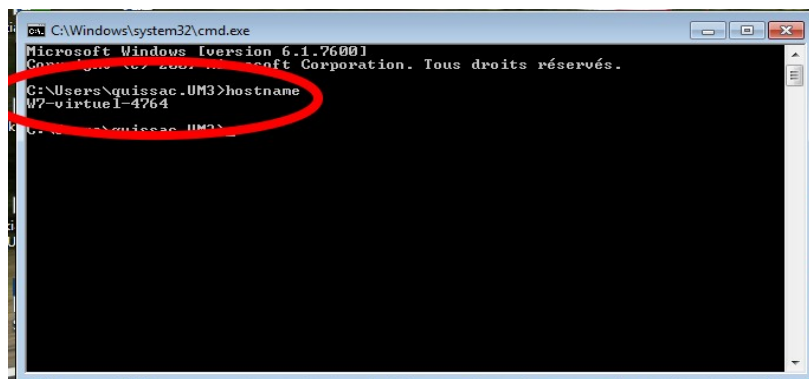 C:\Windows\system32\cmd.exe
Microsoft Windows [version 6.1.7600]
Corporation. Tous droits réservés.
C:\Users\quissac.UM3>hostname
W7-virtuel-4764